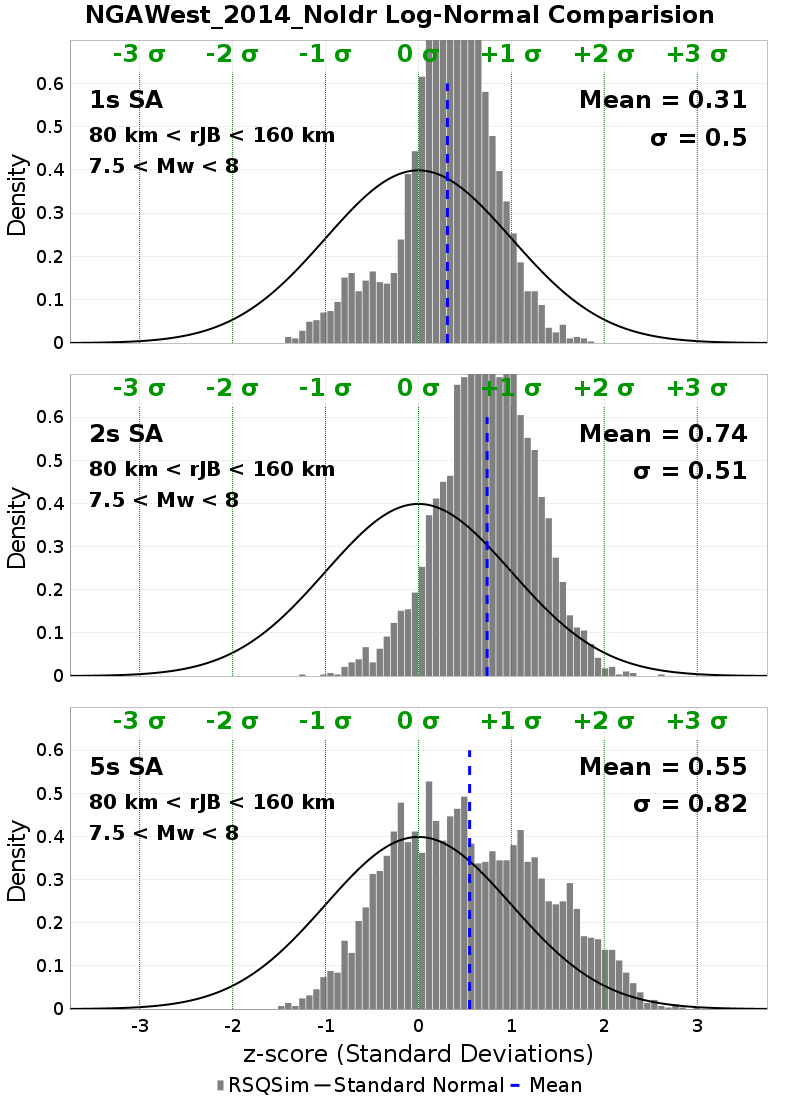 NGAWest_2014_NoIdr Log-Normal Comparision
-3 σ -2 σ -1 σ 0 σ +1 σ +2 σ +3 σ
0.6
1s SA Mean = 0.31
0.5
80 km < rJB < 160 km σ = 0.5
7.5 < Mw < 8
0.4
0.3
0.2
0.1
0
Density
-3 σ -2 σ -1 σ 0 σ +1 σ +2 σ +3 σ
0.6
2s SA Mean = 0.74
0.5
80 km < rJB < 160 km σ = 0.51
7.5 < Mw < 8
0.4
0.3
0.2
0.1
0
Density
-3 σ -2 σ -1 σ 0 σ +1 σ +2 σ +3 σ
0.6
5s SA Mean = 0.55
0.5
80 km < rJB < 160 km σ = 0.82
7.5 < Mw < 8
0.4
0.3
0.2
0.1
0
Density
-3 -2 -1 0 1 2 3
z-score (Standard Deviations)
RSQSim Standard Normal Mean